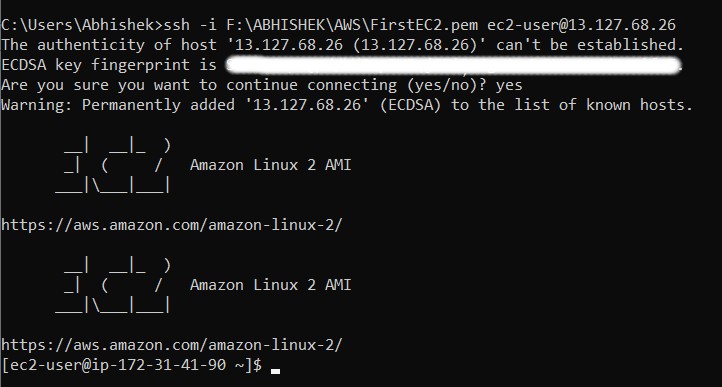 C:\Users\Abhishek>ssh -i F:\ABHISHEK\AWS\FirstEC2.pem ec2-user@13.127.68.26
The authenticity of host '13.127.68.26 (13.127.68.26)' can't be established.
ECDSA key fingerprint is
Are you sure you want to continue connecting (yes/no)? yes
Warning: Permanently added '13.127.68.26' (ECDSA) to the list of known hosts.
       __|  __|_  )
       _|  (     /   Amazon Linux 2 AMI
      ___|\___|___|
https://aws.amazon.com/amazon-linux-2/
       __|  __|_  )
       _|  (     /   Amazon Linux 2 AMI
      ___|\___|___|
https://aws.amazon.com/amazon-linux-2/
[ec2-user@ip-172-31-41-90 ~]$